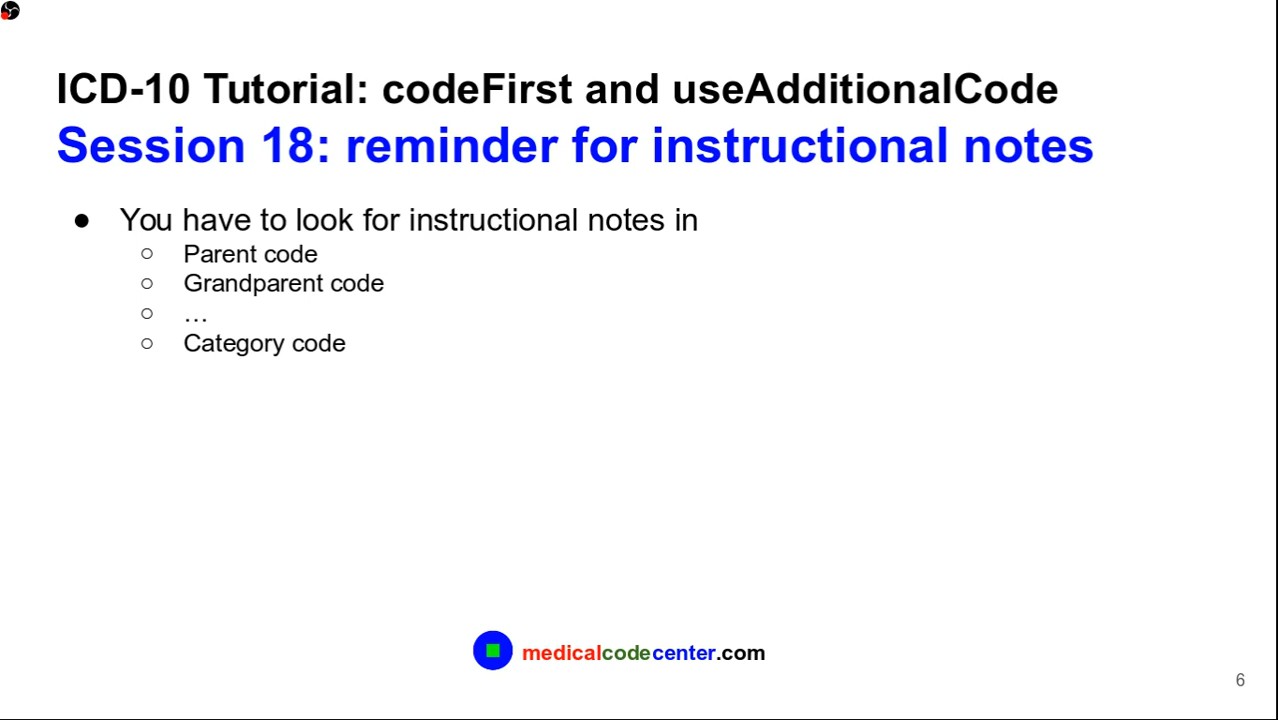 ICD-10 Tutorial: codeFirst and useAdditionalCode
Session 18: reminder for instructional notes
● You have to look for instructional notes in
○ Parent code
○ Grandparent code
○ …
○ Category code
medicalcodecenter.com
6